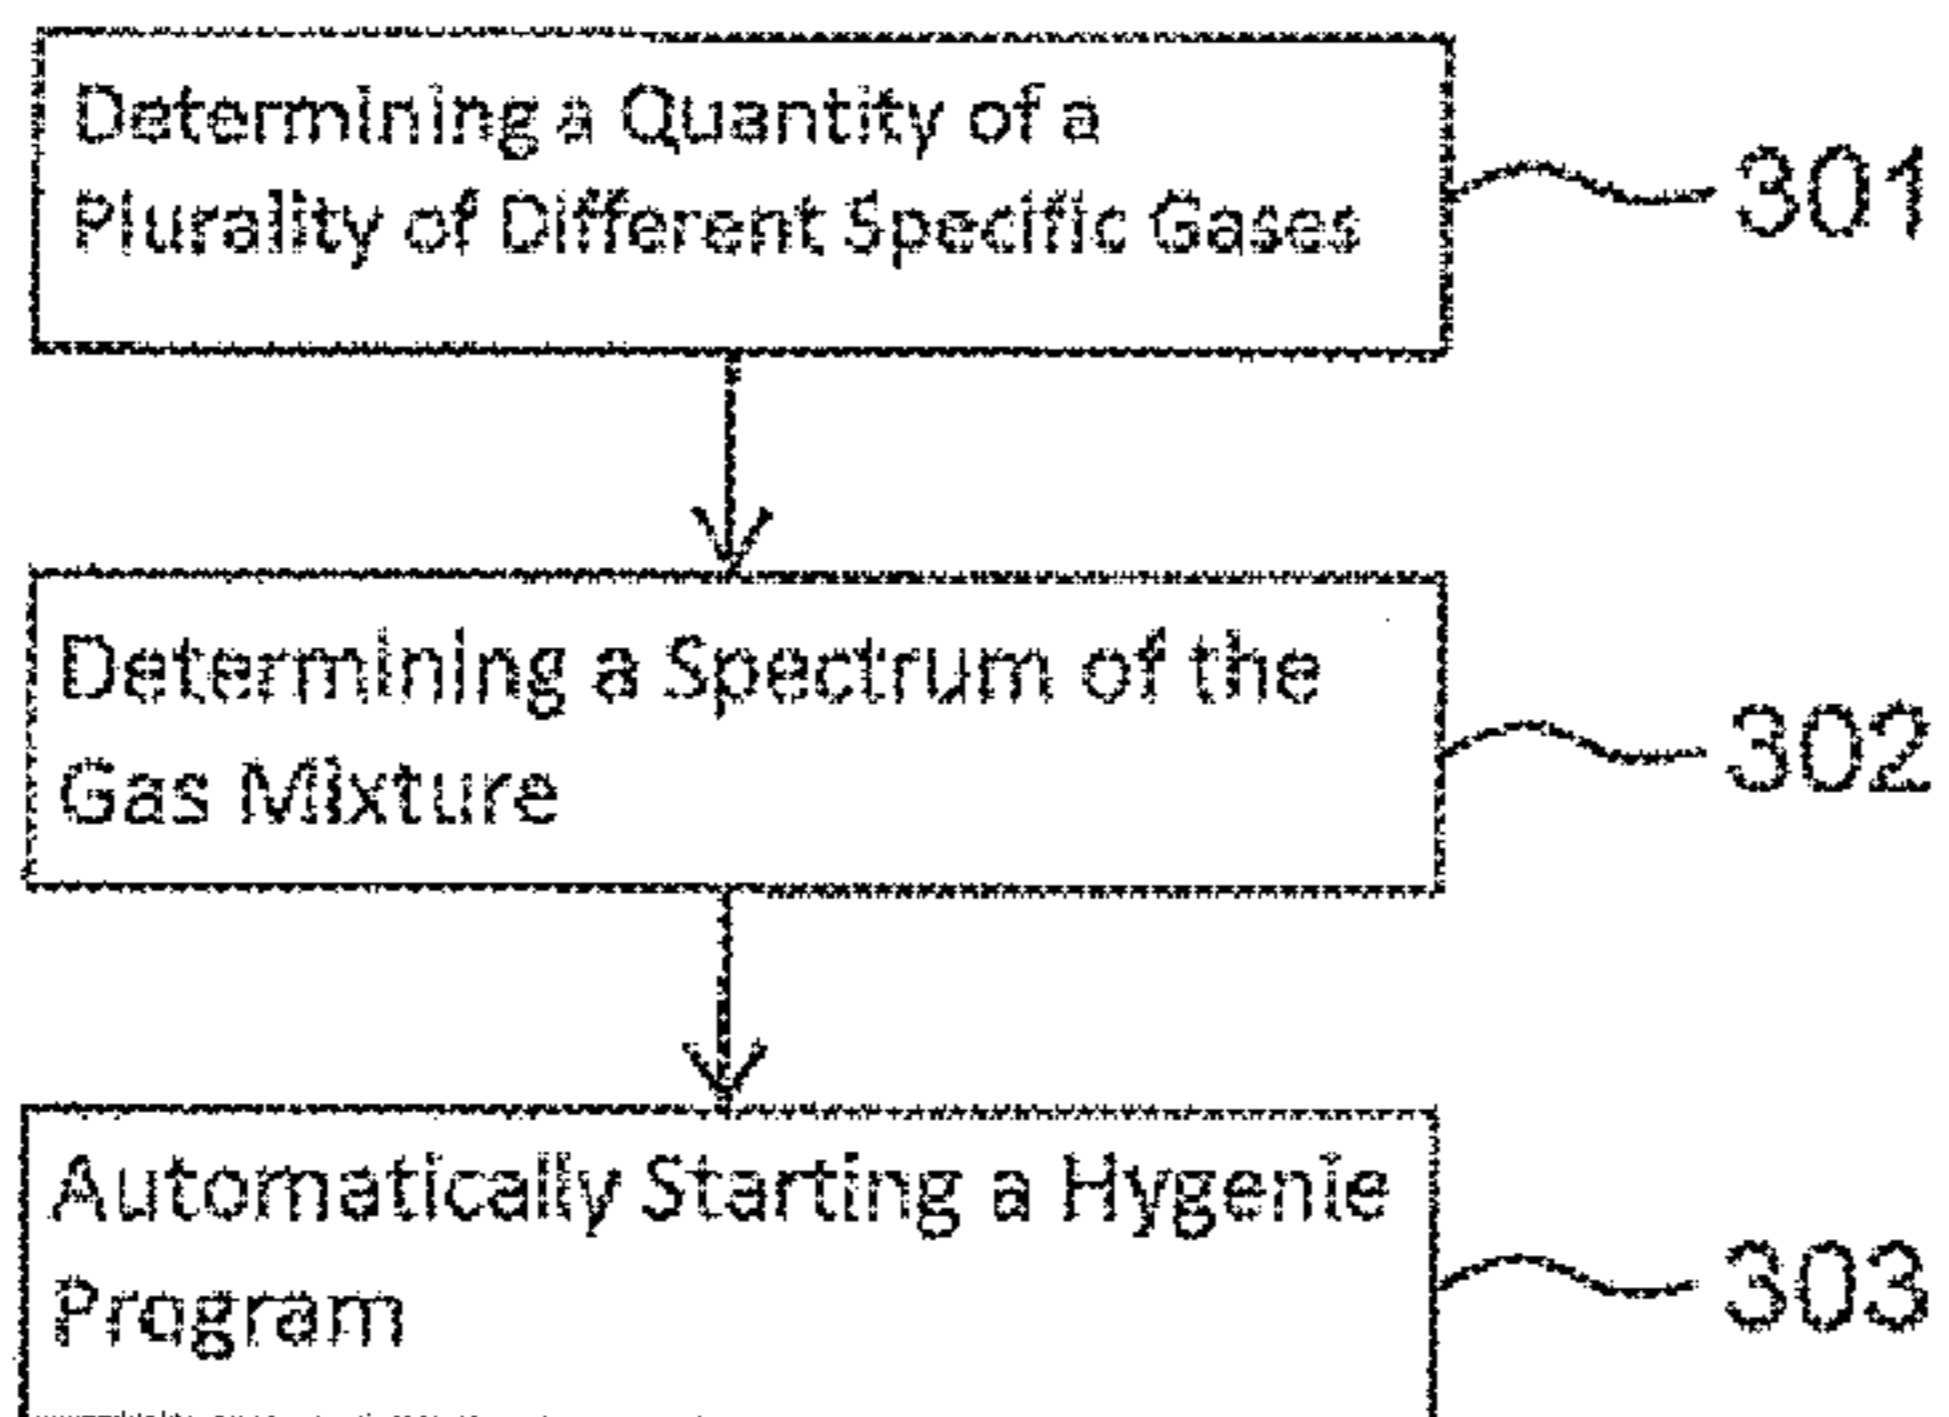 Determining a Quantity of a
Plurality of Different Specific Gases
301
Determining a Spectrum of the
Gas Mixture
302
Automatically Starting a Hygenie
Program
303